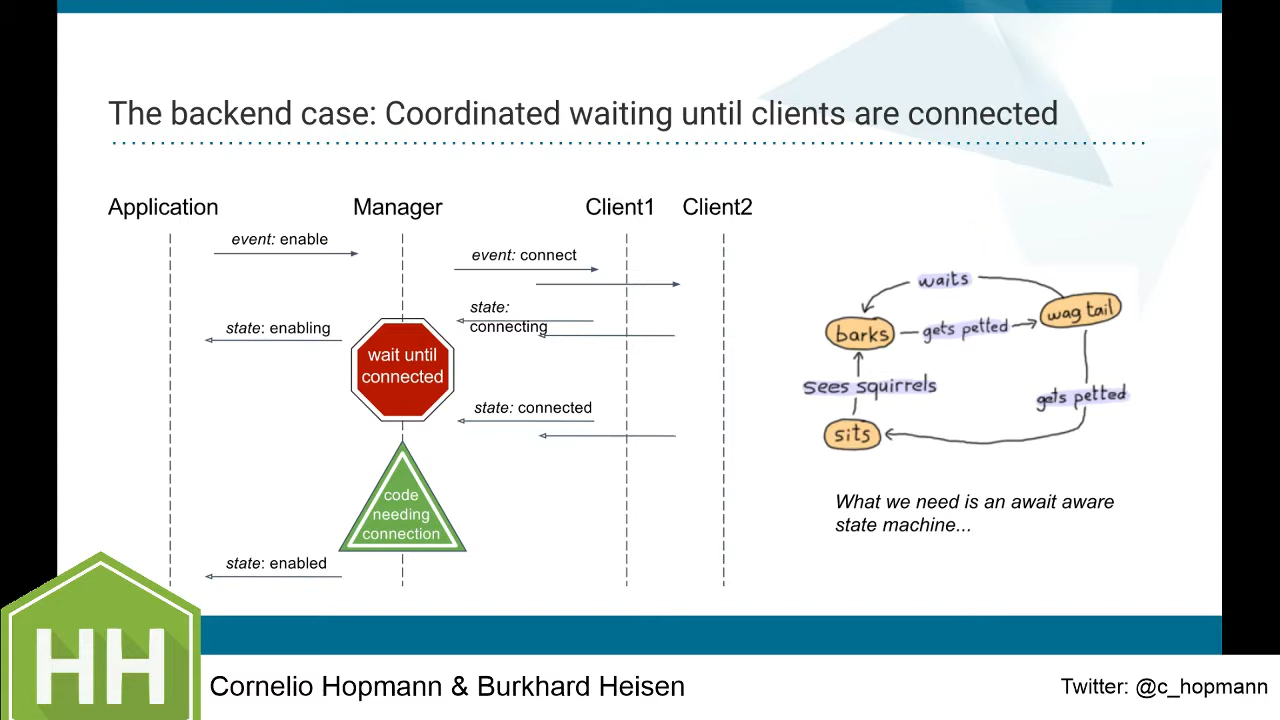 The backend case: Coordinated waiting until clients are connected
Application
Manager
Client1
Client2
event: enable
event: connect
state:
connecting
state: enabling
wait until
connected
state: connected
code
needing
connection
state: enabled
waits
barks
gets petted
wag tail
sees squirrels
gets petted
sits
What we need is an await aware
state machine...
HH
Cornelio Hopmann & Burkhard Heisen
Twitter: @c_hopmann